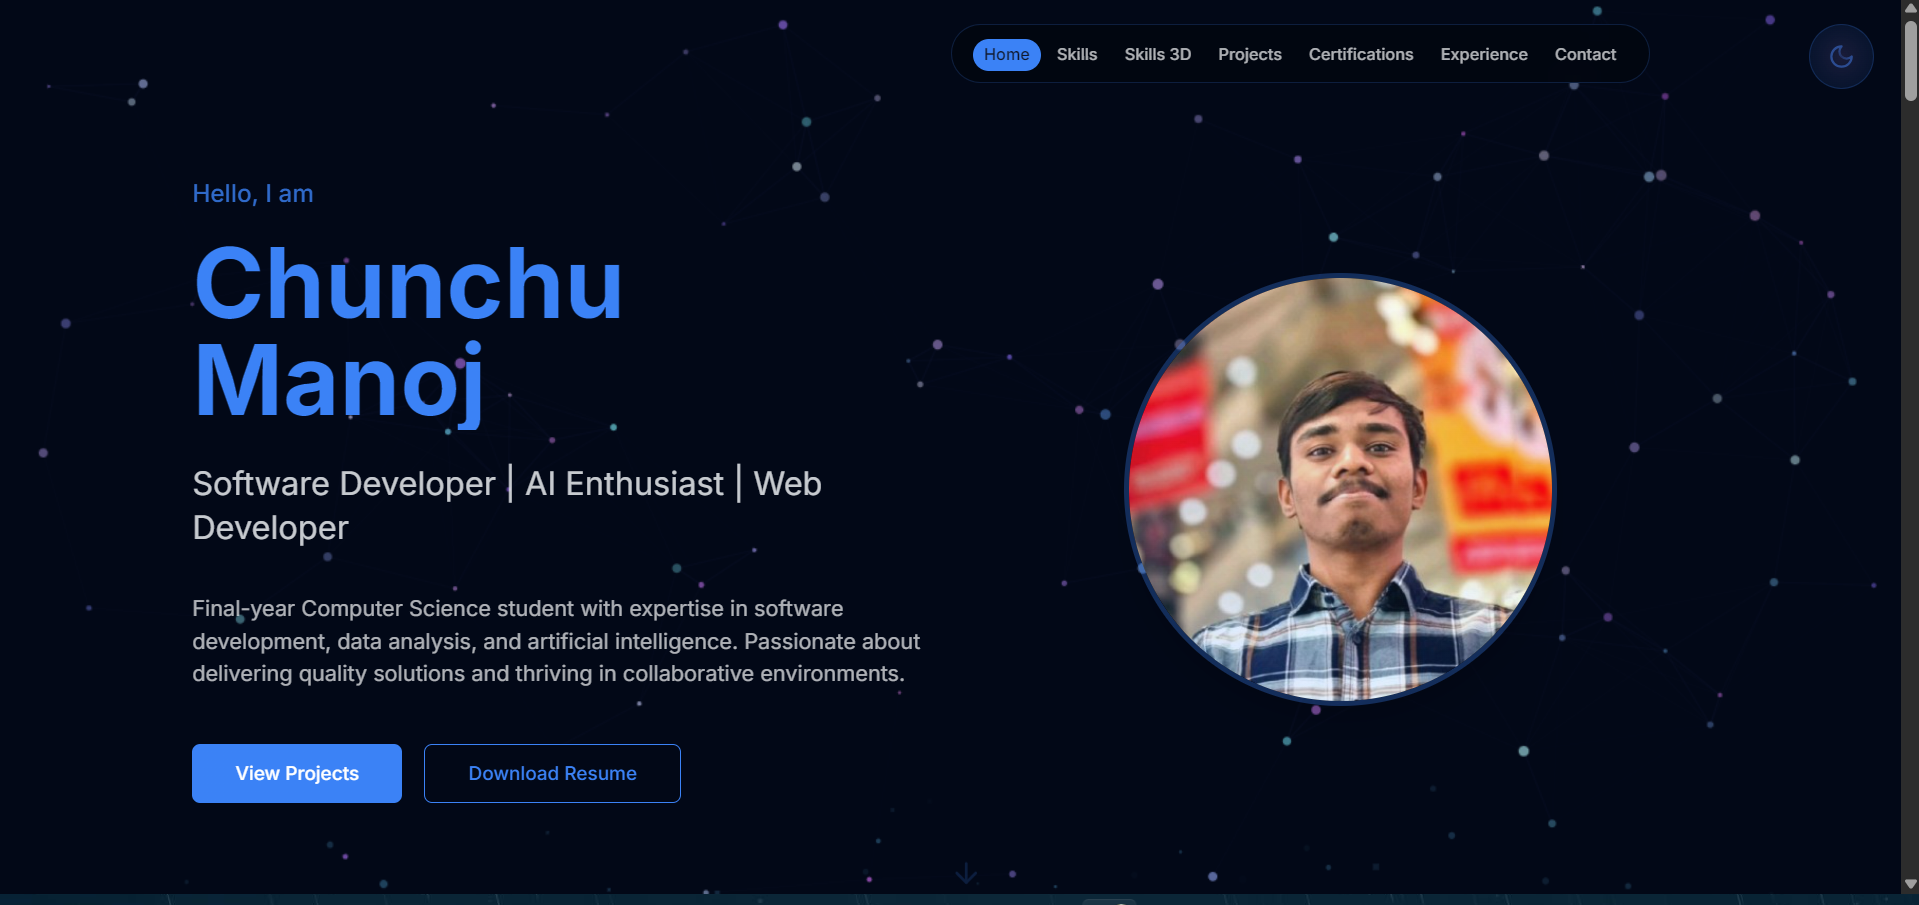 Home Skills Skills 3D Projects Certifications Experience Contact
Hello, I am
Chunchu
Manoj
Software Developer | AI Enthusiast | Web
Developer
Final-year Computer Science student with expertise in software
development, data analysis, and artificial intelligence. Passionate about
delivering quality solutions and thriving in collaborative environments.
View Projects Download Resume